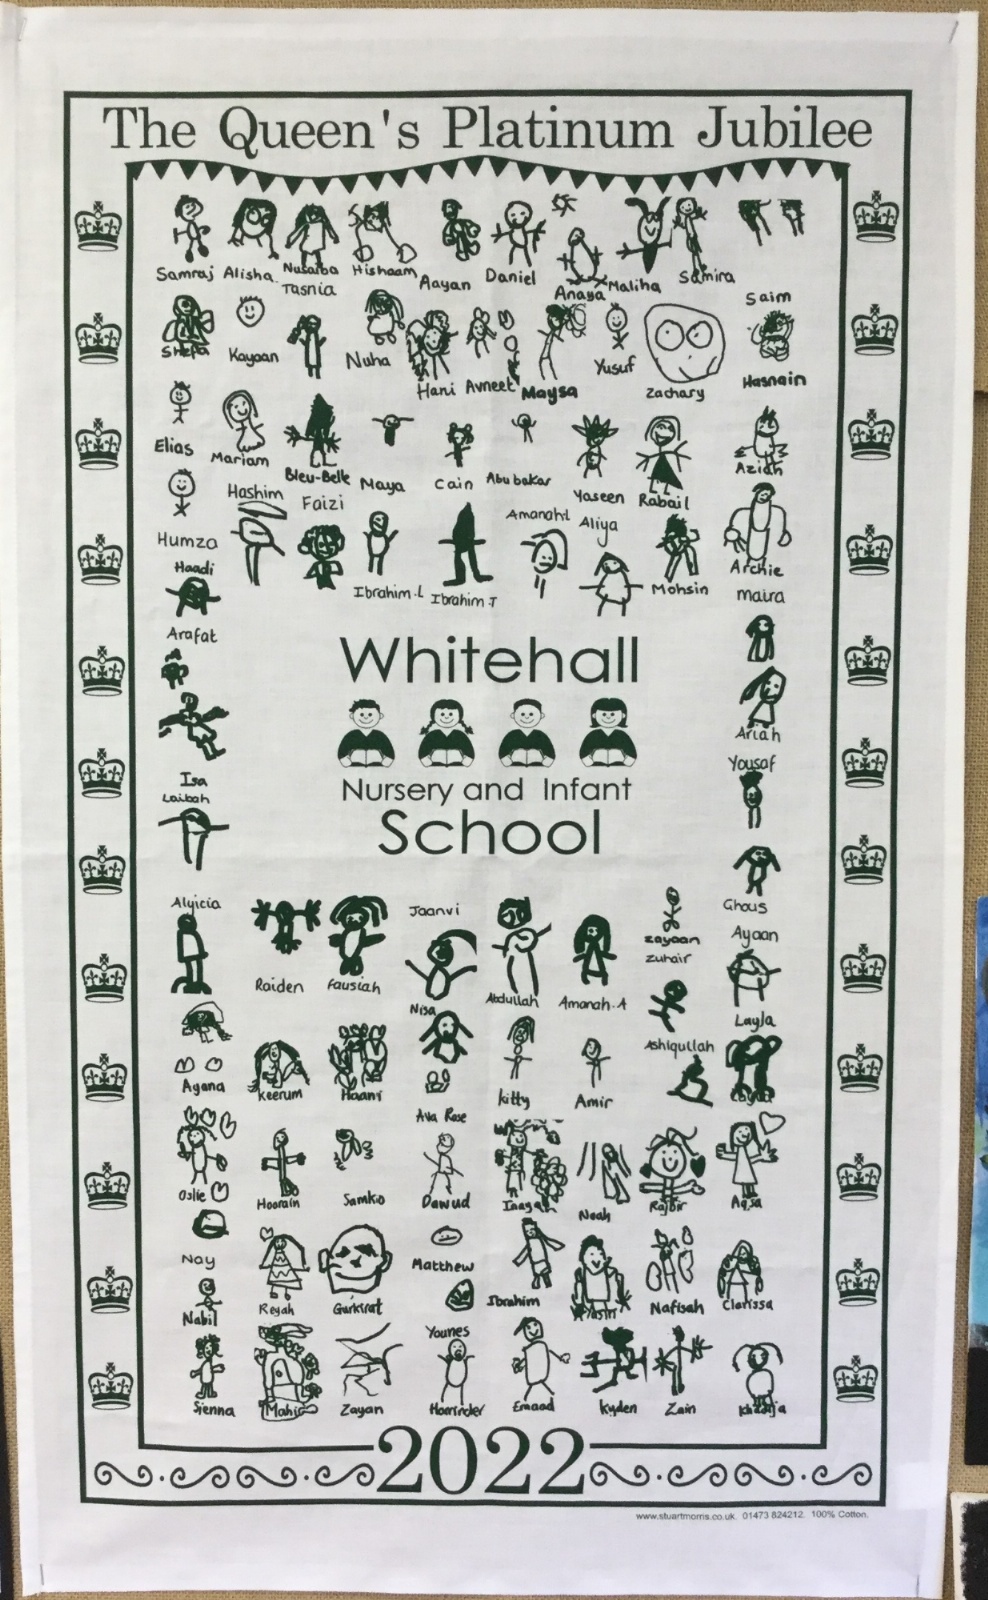 The Queen's Platinum Jubilee
Samraj Alisha Nusaiba Hishaam Aayan Daniel Anaya Maliha Samira
Tasnia
Saim
Shefa Kayaan Nuha Hani Avneet Maysa Yusuf Zachary Hasnain
Elias Mariam Bleu-Belle Maya Cain Abubakar Yaseen Rabail Aziah
Hashim Faizi Amanah.I Aliya
Humza Ibrahim.L Ibrahim.J Mohsin Archie
Haadi maira
Arafat
Whitehall
Ariah
Yousaf
Isa
Nursery and Infant
Laibah
School
Alyicia Jaanvi Ghous
Zayaan Ayaan
Zuhair
Raiden Fausiah Nisa Abdullah Amanah.A
Layla
Ashiqullah
Ayana Keerum Haani kitty Amir
Ava Rose
Oslie Hoorain Samko Dawud Inaya Noah Rajbir Aqsa
Nay Matthew
Nabil Reyah Gurkirat Ibrahim Yasin Nafisah Clarissa
Younes
Sienna Mahir Zayan Harrinder Emaad kyden Zain Khadija
2022
www.stuartmorris.co.uk. 01473 824212. 100% Cotton.